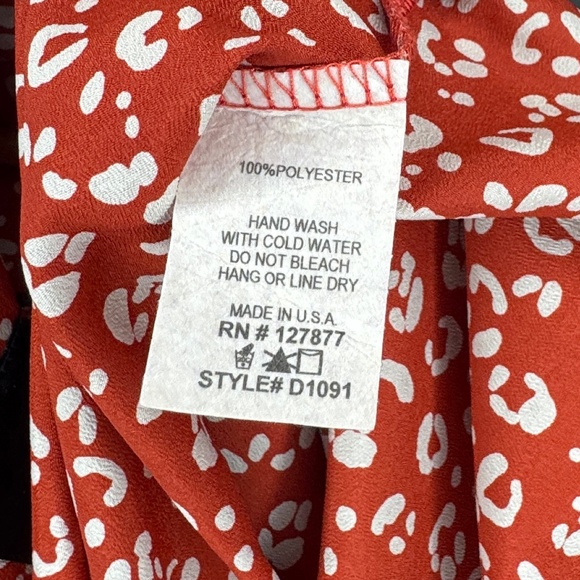 100%POLYESTER
HAND WASH
WITH COLD WATER
DO NOT BLEACH
HANG OR LINE DRY
MADE IN U.S.A.
RN # 127877
STYLE# D1091